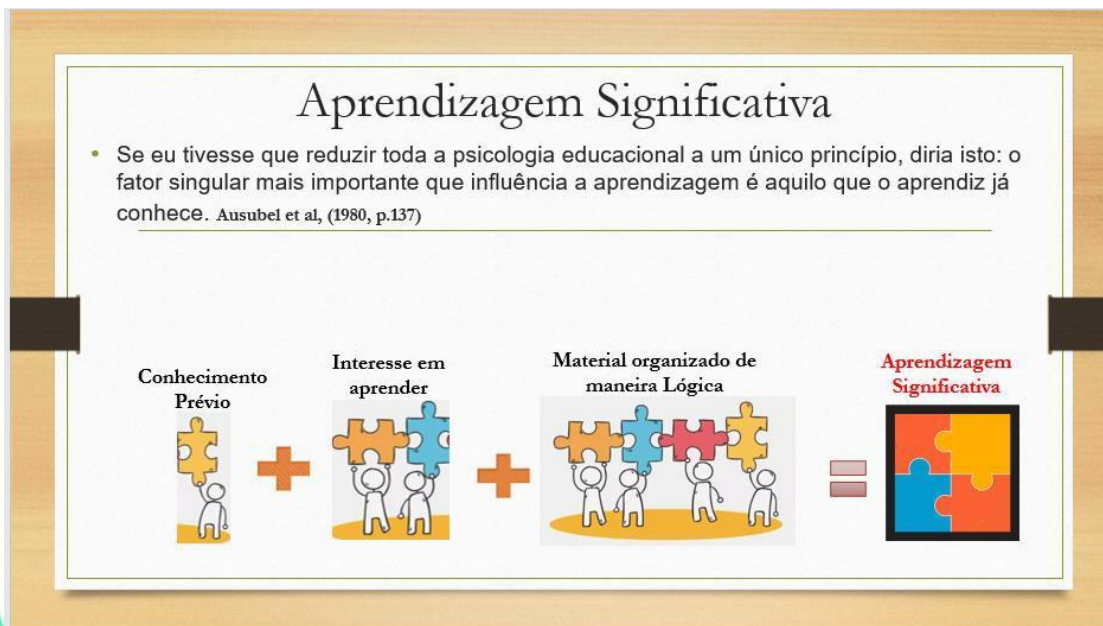 Aprendizagem Significativa
• Se eu tivesse que reduzir toda a psicologia educacional a um único princípio, diria isto: o
fator singular mais importante que influência a aprendizagem é aquilo que o aprendiz já
conhece. Ausubel et al, (1980, p.137)
Conhecimento
Prévio
Interesse em
aprender
Material organizado de
maneira Lógica
Aprendizagem
Significativa